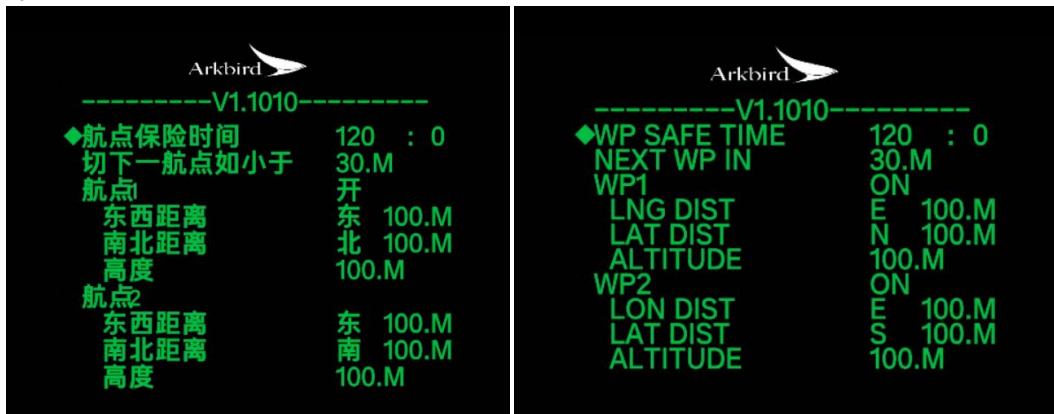 Arkbird
---------V1.1010---------
◆航点保险时间 120 : 0
切下一航点如小于 30.M
航点1 开
东西距离 东 100.M
南北距离 北 100.M
高度 100.M
航点2
东西距离 东 100.M
南北距离 南 100.M
高度 100.M
Arkbird
---------V1.1010---------
◆WP SAFE TIME 120 : 0
NEXT WP IN 30.M
WP1 ON
LNG DIST E 100.M
LAT DIST N 100.M
ALTITUDE 100.M
WP2 ON
LON DIST E 100.M
LAT DIST S 100.M
ALTITUDE 100.M